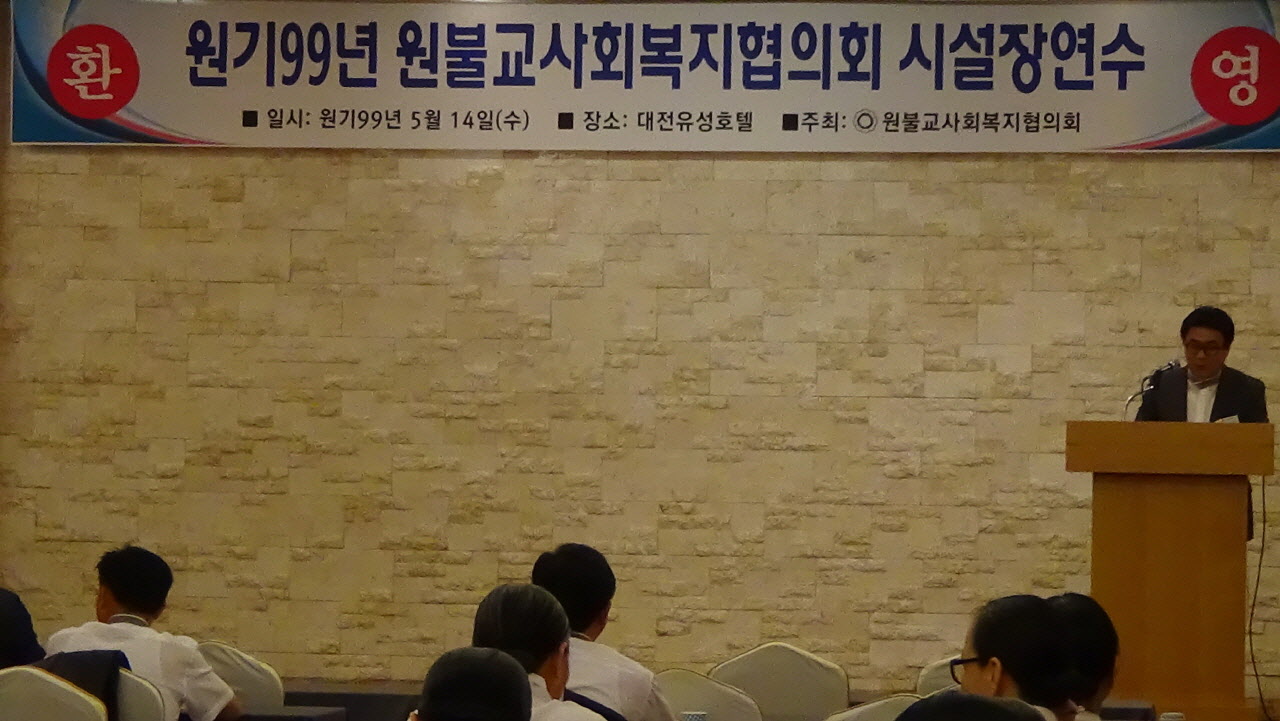 환 원기99년 원불교사회복지협의회 시설장연수 영
■ 일시: 원기99년 5월 14일(수) ■ 장소: 대전유성호텔 ■주최: ◎ 원불교사회복지협의회